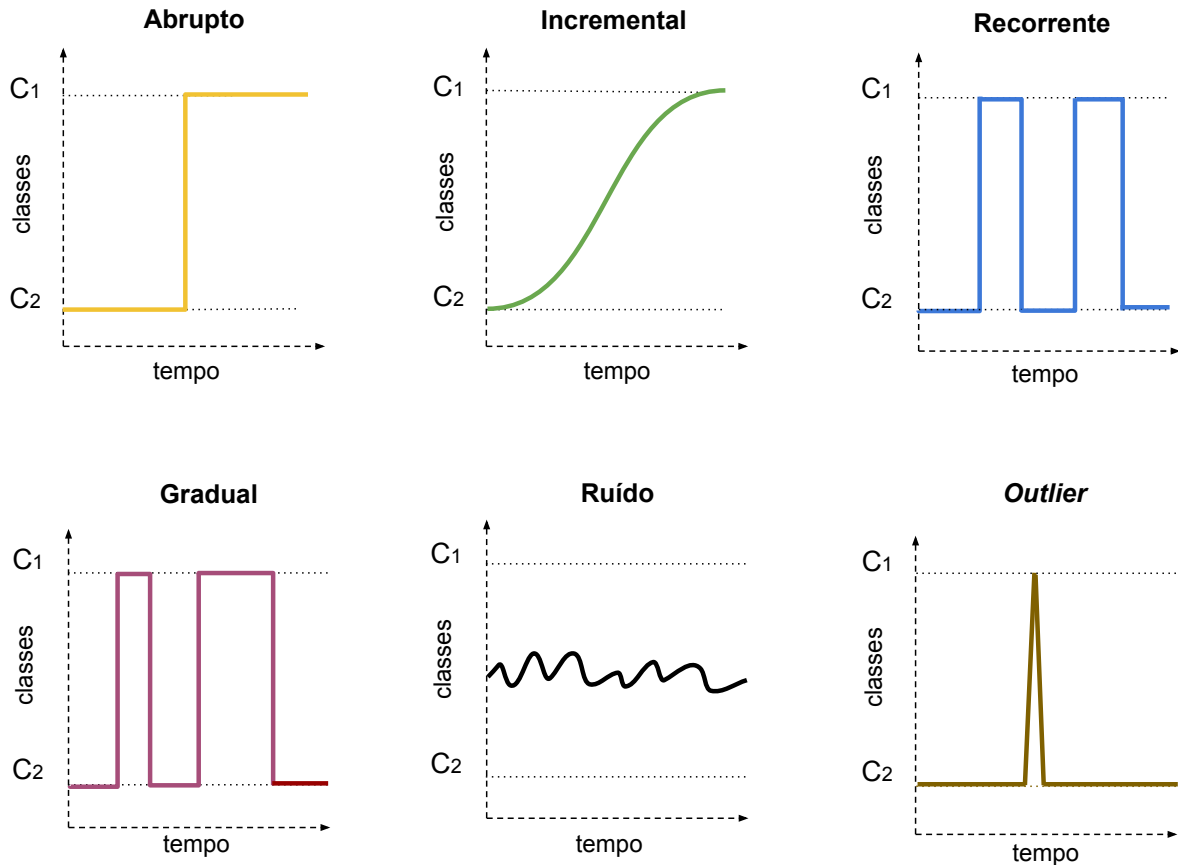 Abrupto
C1
classes
C2
tempo
Incremental
C1
classes
C2
tempo
Recorrente
C1
classes
C2
tempo
Gradual
C1
classes
C2
tempo
Ruído
C1
classes
C2
tempo
Outlier
C1
classes
C2
tempo